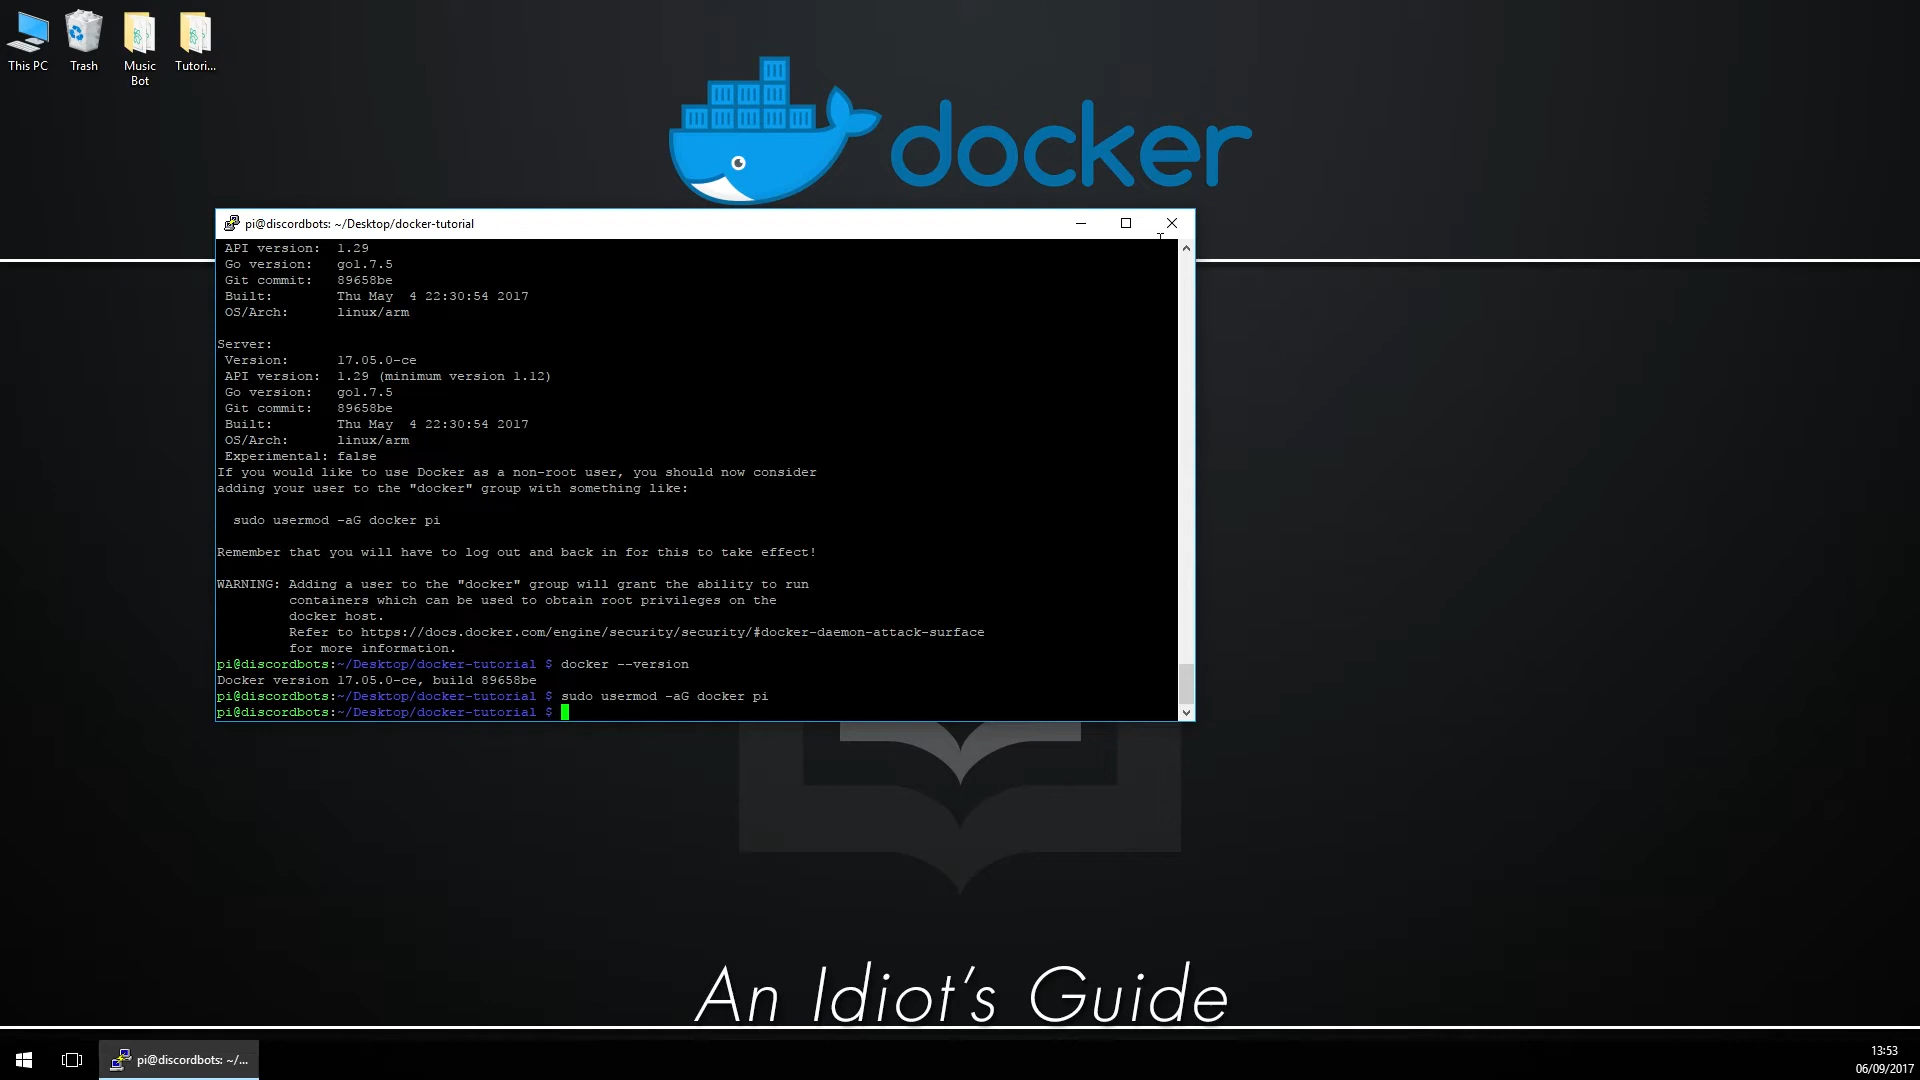 This PC
Trash
Music
Bot
Tutori...
docker
pi@discordbots: ~/Desktop/docker-tutorial
API version: 1.29
Go version: go1.7.5
Git commit: 89658be
Built: Thu May 4 22:30:54 2017
OS/Arch: linux/arm
Server:
Version: 17.05.0-ce
API version: 1.29 (minimum version 1.12)
Go version: go1.7.5
Git commit: 89658be
Built: Thu May 4 22:30:54 2017
OS/Arch: linux/arm
Experimental: false
If you would like to use Docker as a non-root user, you should now consider
adding your user to the "docker" group with something like:
sudo usermod -aG docker pi
Remember that you will have to log out and back in for this to take effect!
WARNING: Adding a user to the "docker" group will grant the ability to run
containers which can be used to obtain root privileges on the
docker host.
Refer to https://docs.docker.com/engine/security/security/#docker-daemon-attack-surface
for more information.
pi@discordbots:~/Desktop/docker-tutorial $ docker --version
Docker version 17.05.0-ce, build 89658be
pi@discordbots:~/Desktop/docker-tutorial $ sudo usermod -aG docker pi
pi@discordbots:~/Desktop/docker-tutorial $
An Idiot's Guide
pi@discordbots: ~/...
13:53
06/09/2017